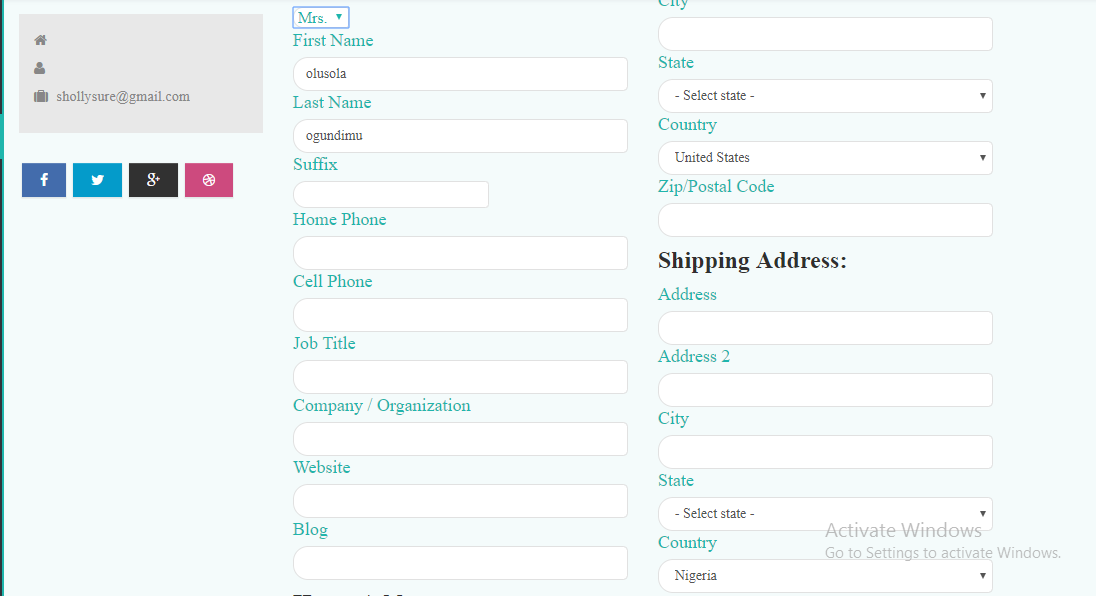 shollysure@gmail.com
Mrs.
First Name
olusola
Last Name
ogundimu
Suffix
Home Phone
Cell Phone
Job Title
Company / Organization
Website
Blog
City
State
- Select state -
Country
United States
Zip/Postal Code
Shipping Address:
Address
Address 2
City
State
- Select state -
Country
Nigeria
Activate Windows
Go to Settings to activate Windows.